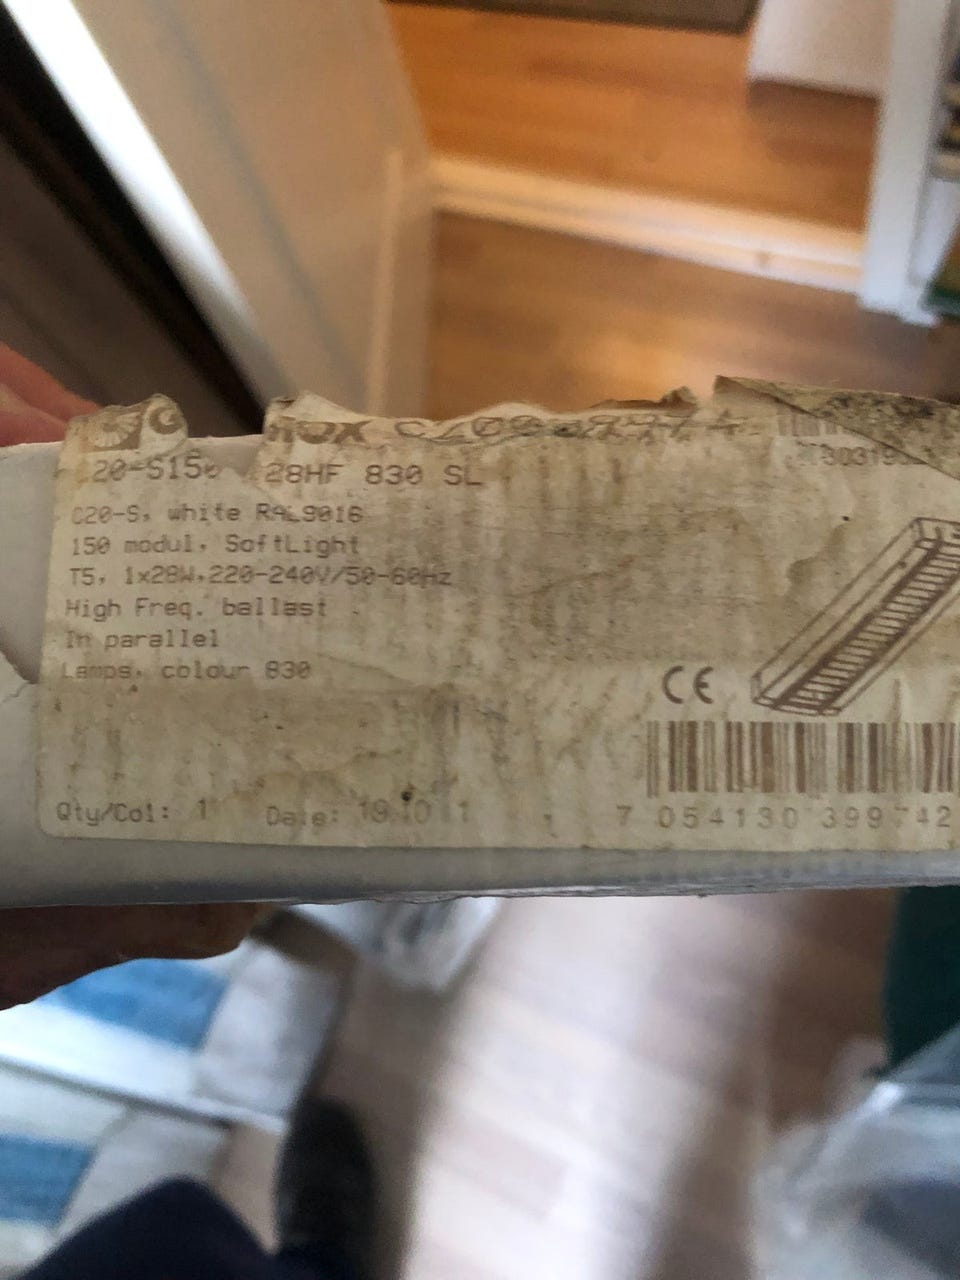 28HF 830 SL
C20-S, white RAL9016
150 modul, SoftLight
T5, 1x28W,220-240V/50-60Hz
High Freq. ballast
In parallel
Lamps, colour 830
CE
Qty/Col: 1 Date:
7 054130 399742